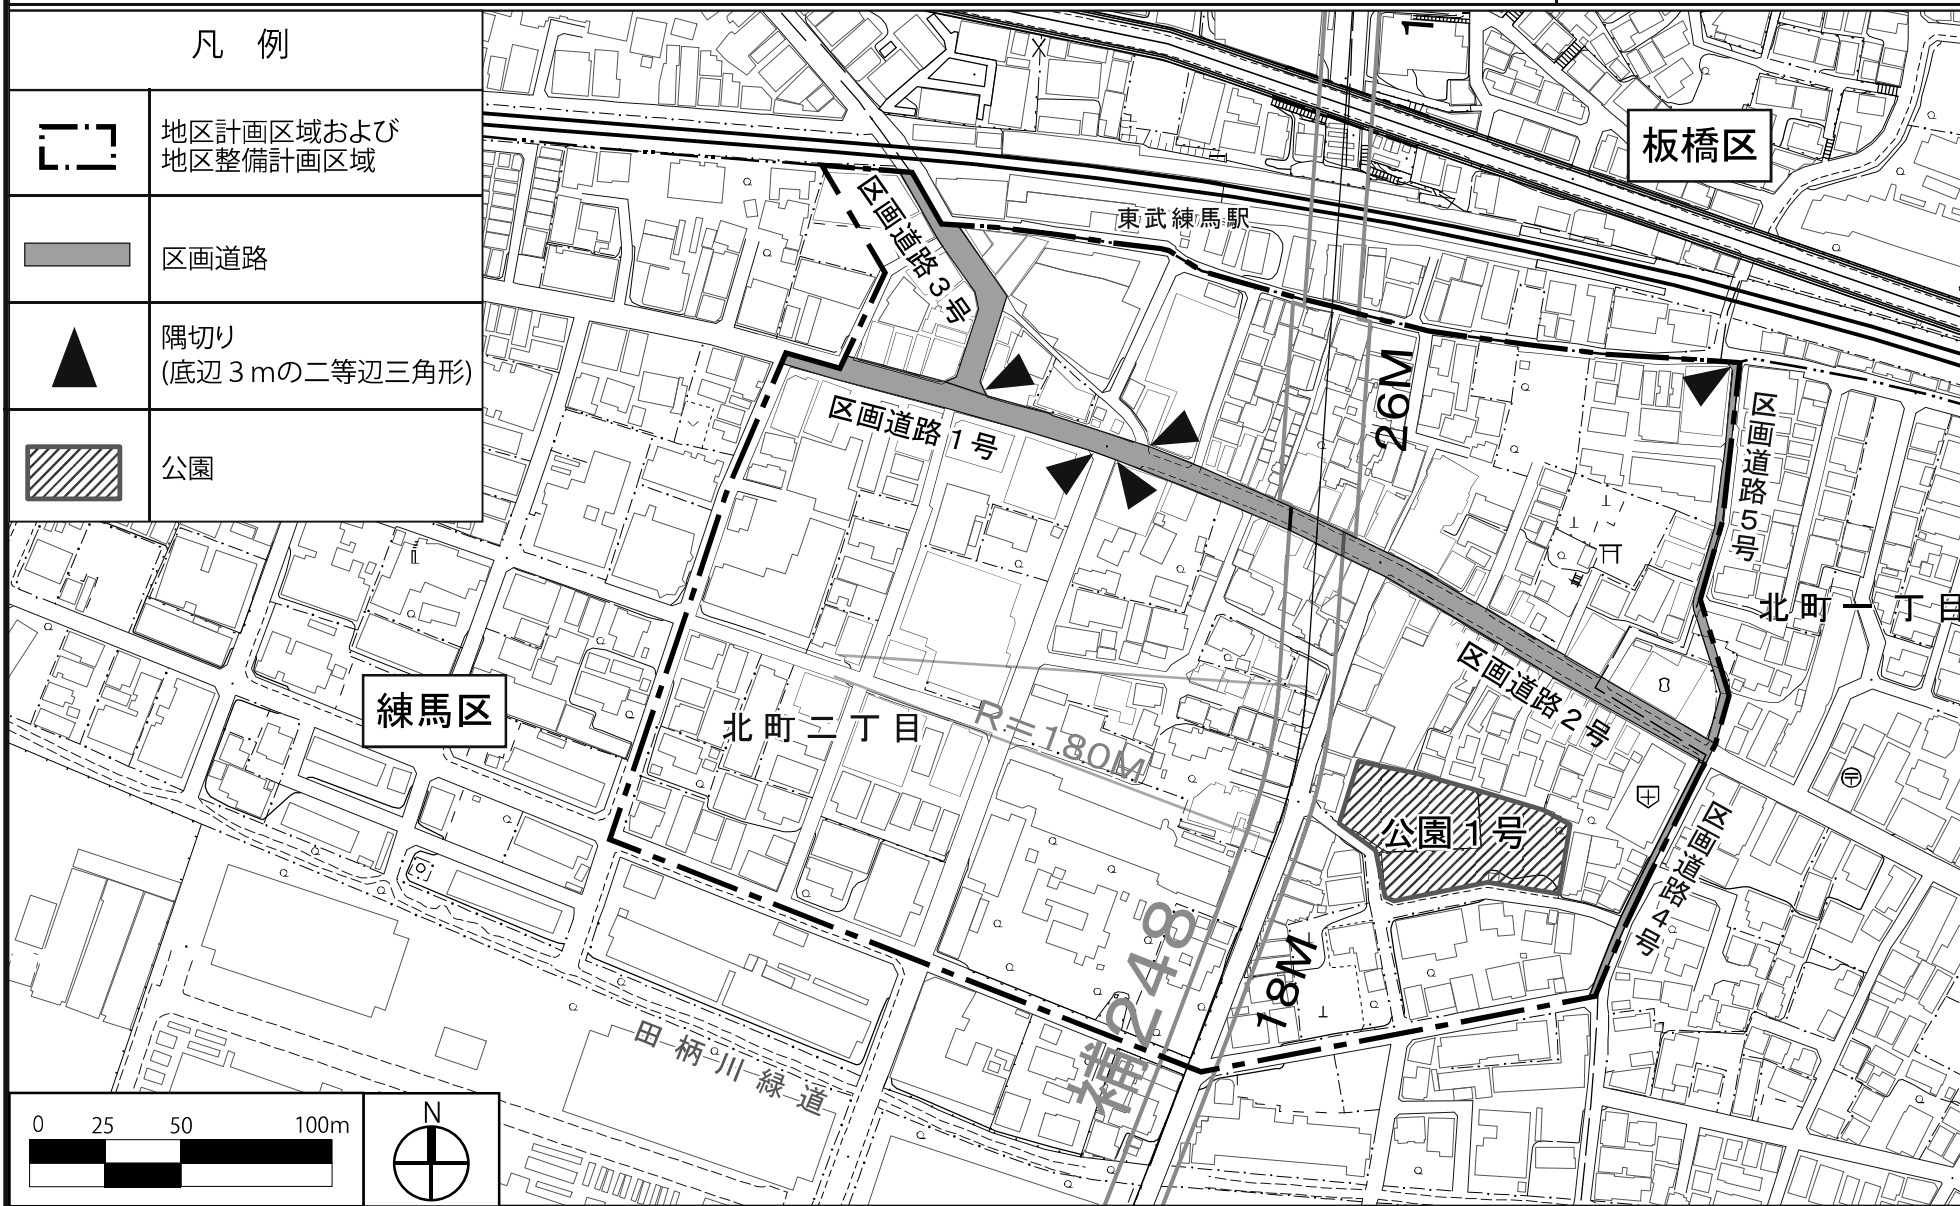 凡 例
地区計画区域および
地区整備計画区域
区画道路
隅切り
(底辺3mの二等辺三角形)
公園
板橋区
東武練馬駅
区画道路3号
26M
区画道路1号
区画道路5号
北町一丁目
区画道路2号
練馬区
北町二丁目
R=180M
公園1号
区画道路4号
補248
18M
田柄川緑道
0 25 50 100m
N